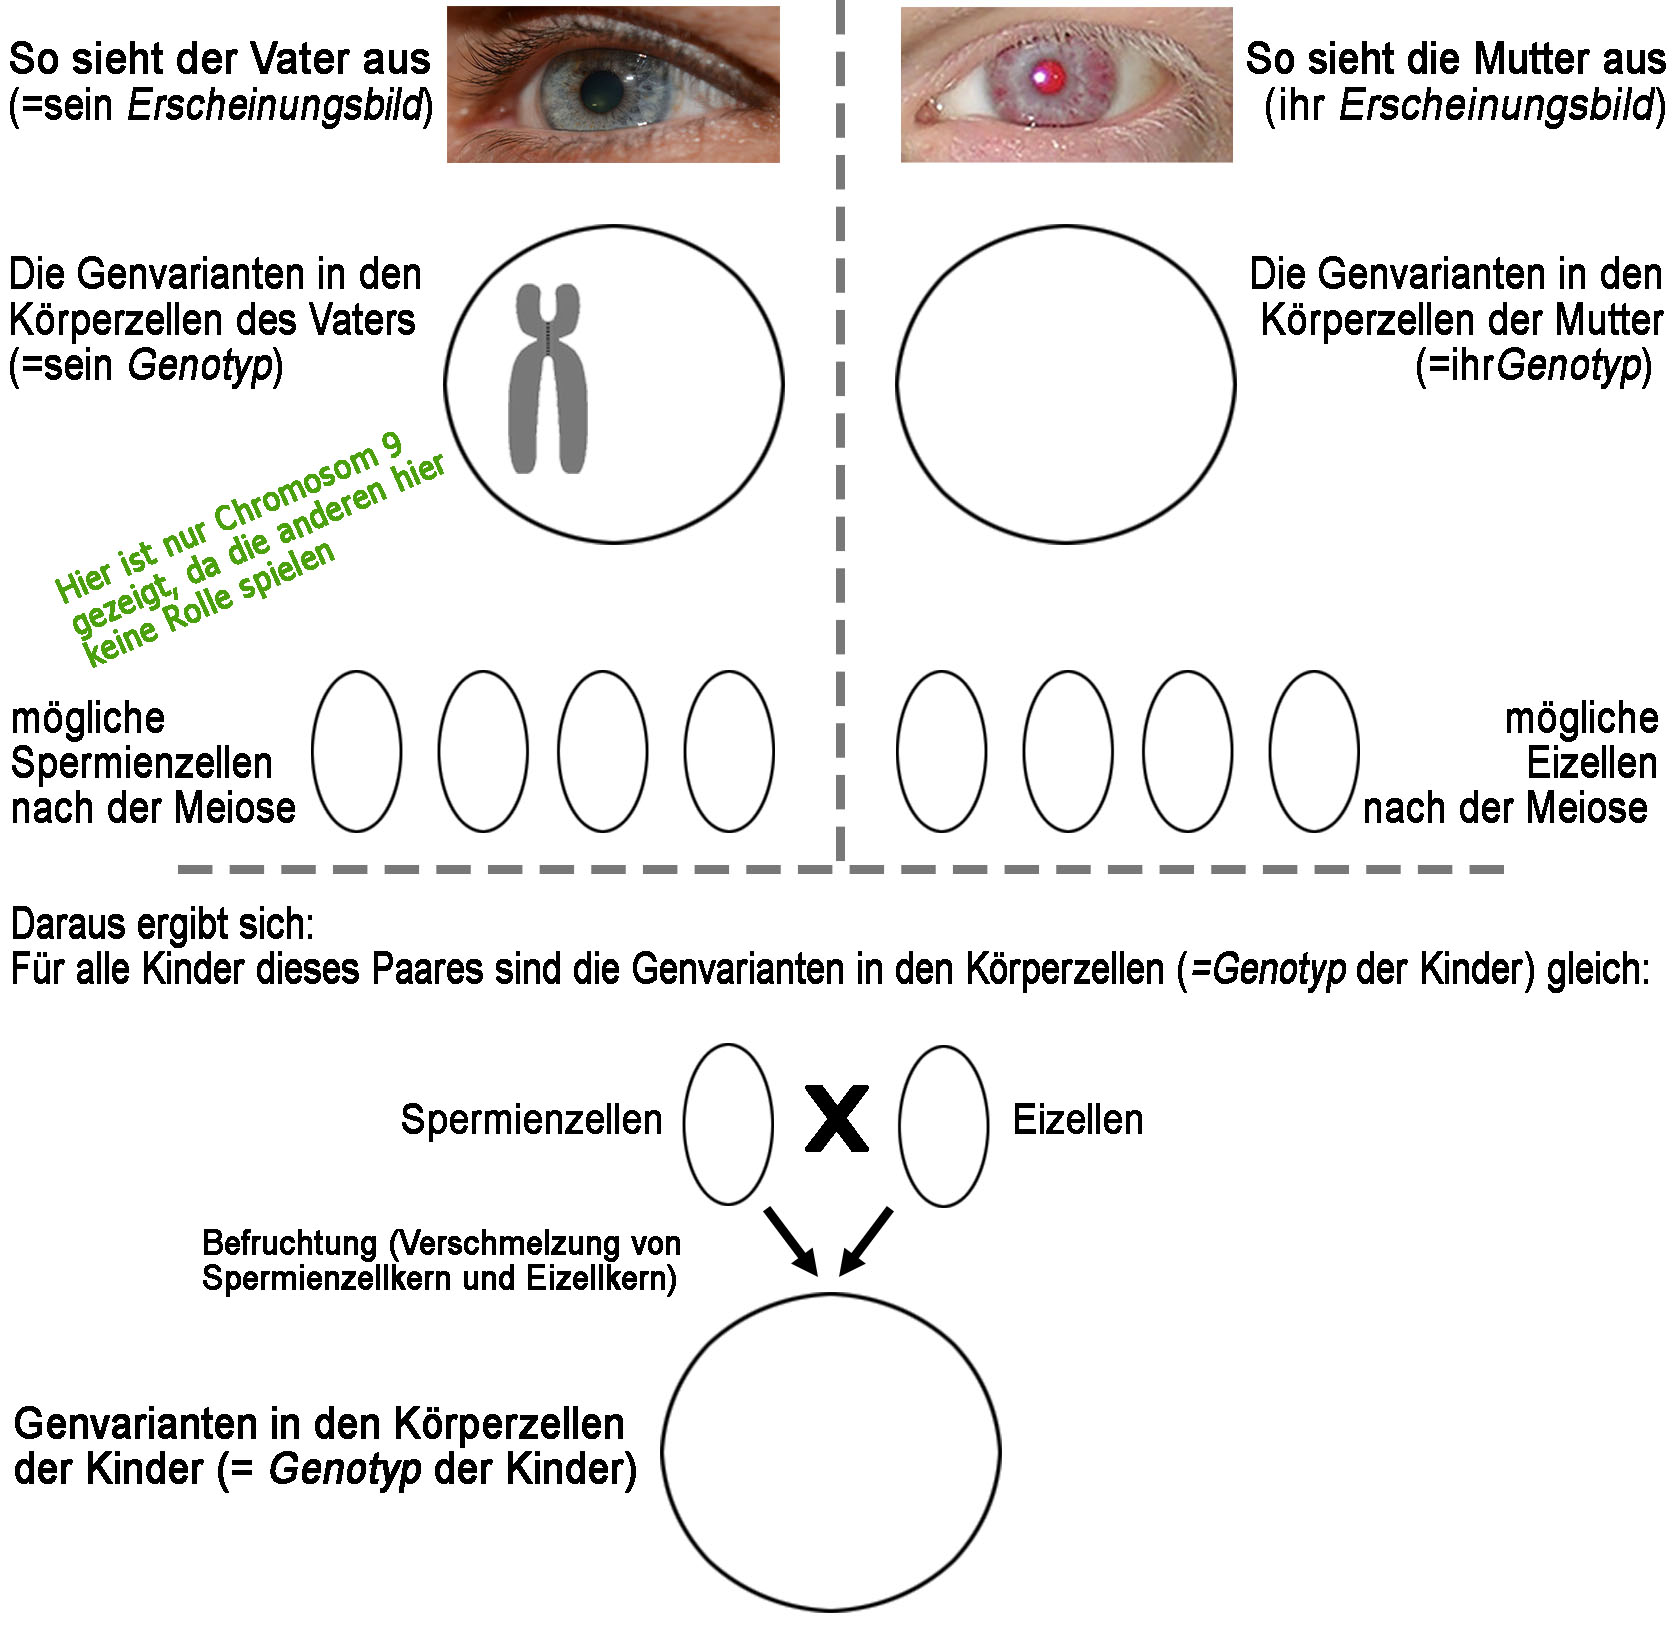 So sieht der Vater aus
(=sein Erscheinungsbild)
So sieht die Mutter aus
(ihr Erscheinungsbild)
Die Genvarianten in den
Körperzellen des Vaters
(=sein Genotyp)
Die Genvarianten in den
Körperzellen der Mutter
(=ihrGenotyp)
Hier ist nur Chromosom 9
gezeigt, da die anderen hier
keine Rolle spielen
mögliche
Spermienzellen
nach der Meiose
mögliche
Eizellen
nach der Meiose
Daraus ergibt sich:
Für alle Kinder dieses Paares sind die Genvarianten in den Körperzellen (=Genotyp der Kinder) gleich:
Spermienzellen
X
Eizellen
Befruchtung (Verschmelzung von
Spermienzellkern und Eizellkern)
Genvarianten in den Körperzellen
der Kinder (= Genotyp der Kinder)